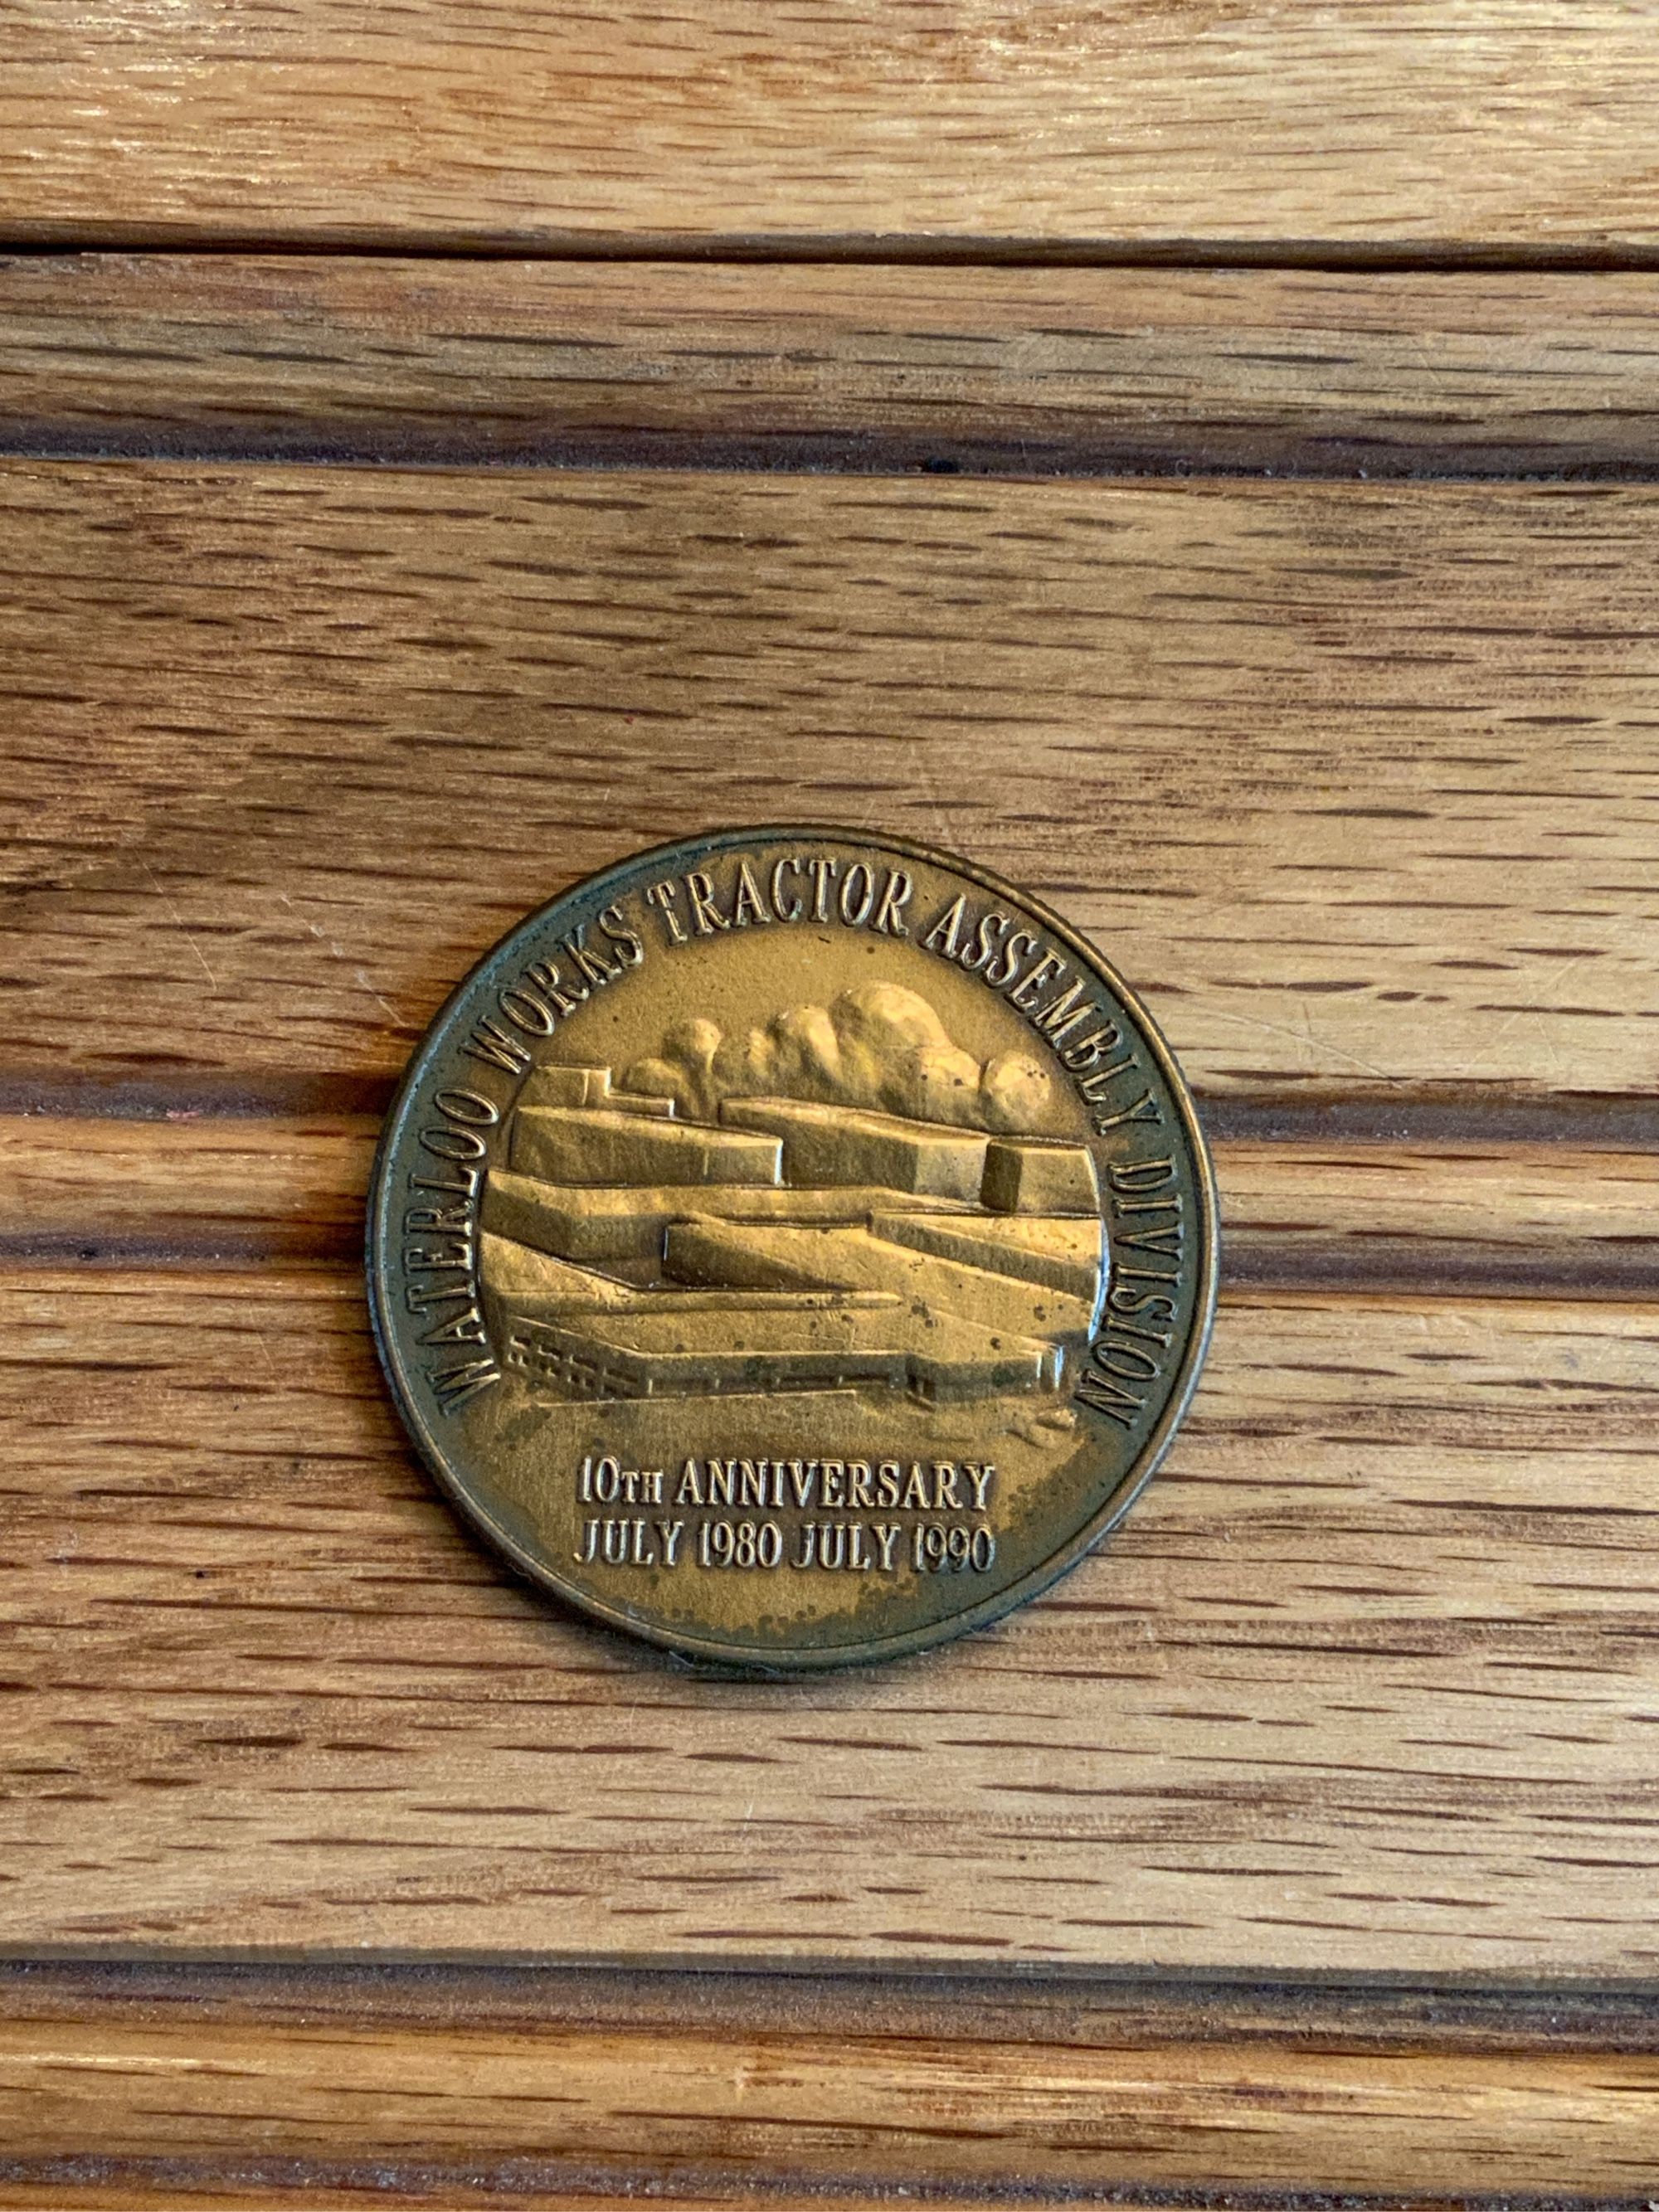 WATERLOO WORKS TRACTOR ASSEMBLY DIVISION
10TH ANNIVERSARY
JULY 1980 JULY 1990